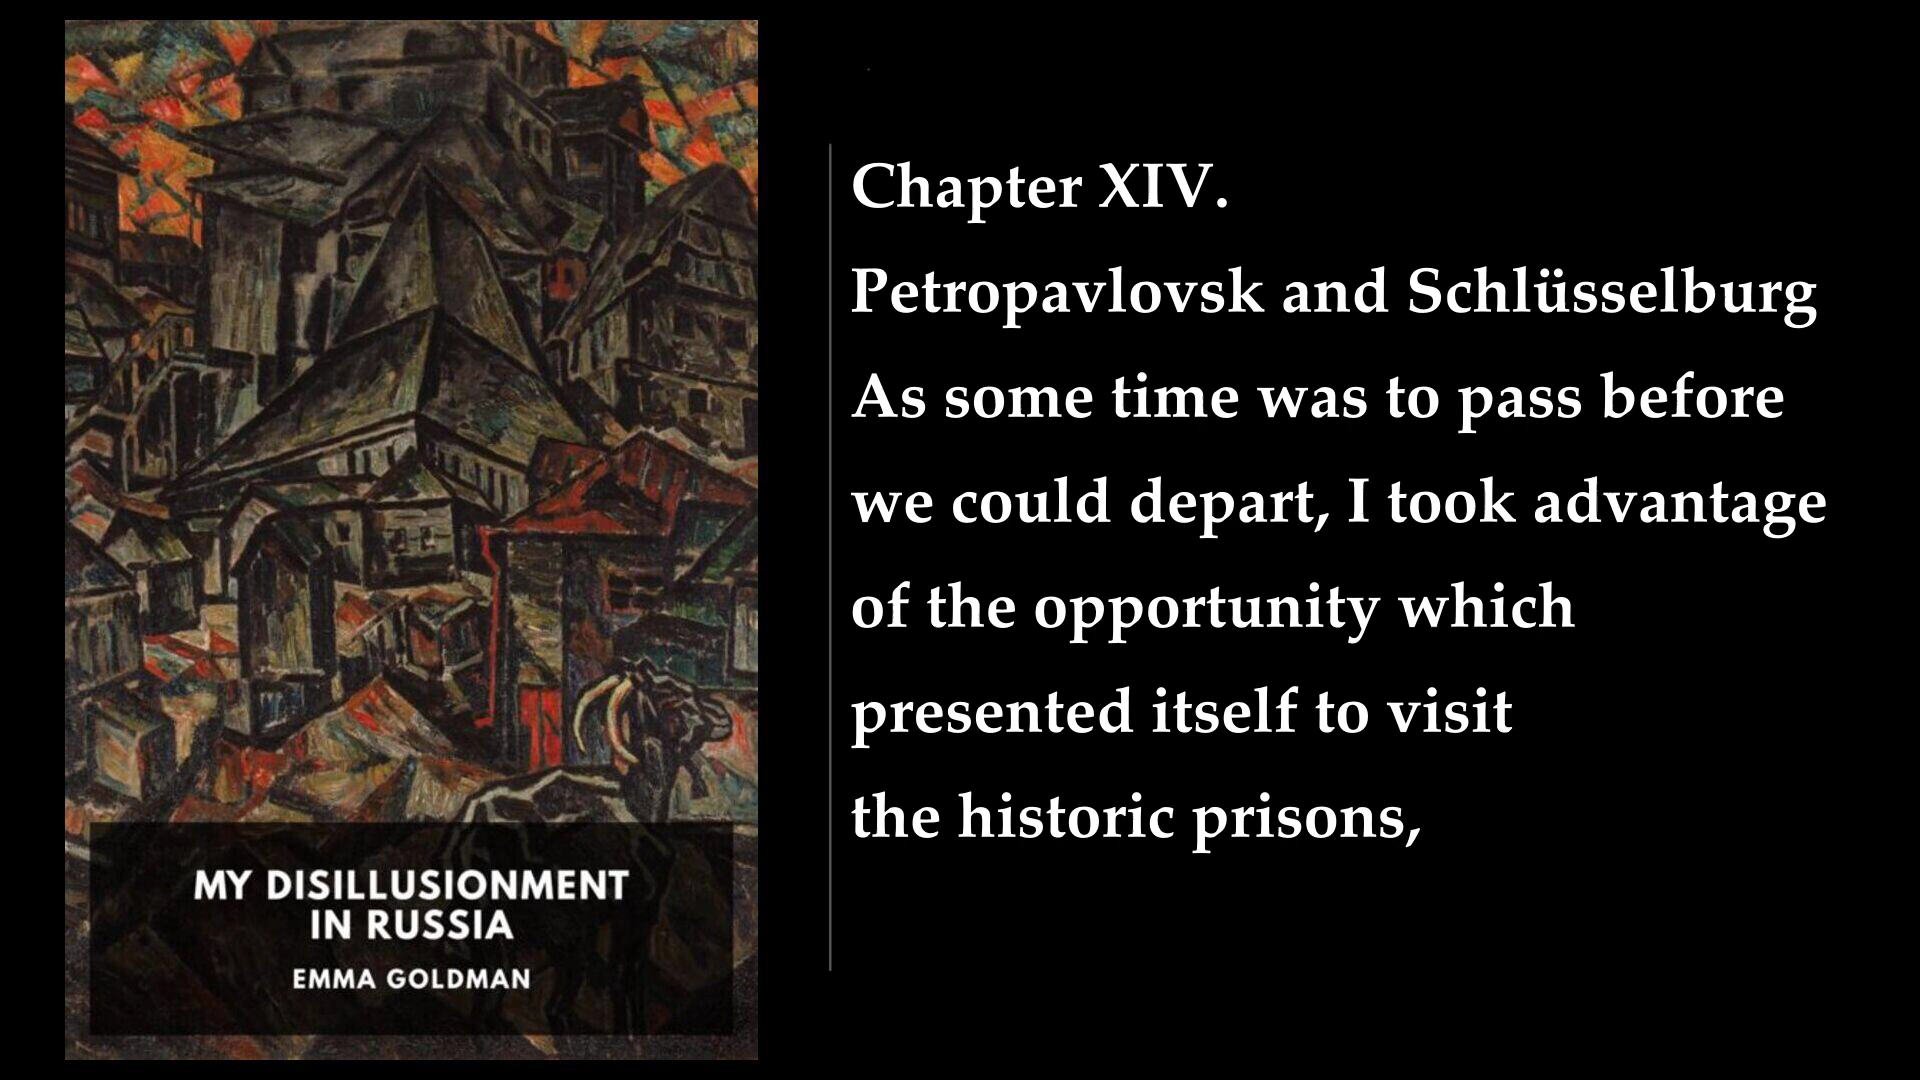 MY DISILLUSIONMENT
IN RUSSIA
EMMA GOLDMAN
Chapter XIV.
Petropavlovsk and Schlüsselburg
As some time was to pass before
we could depart, I took advantage
of the opportunity which
presented itself to visit
the historic prisons,